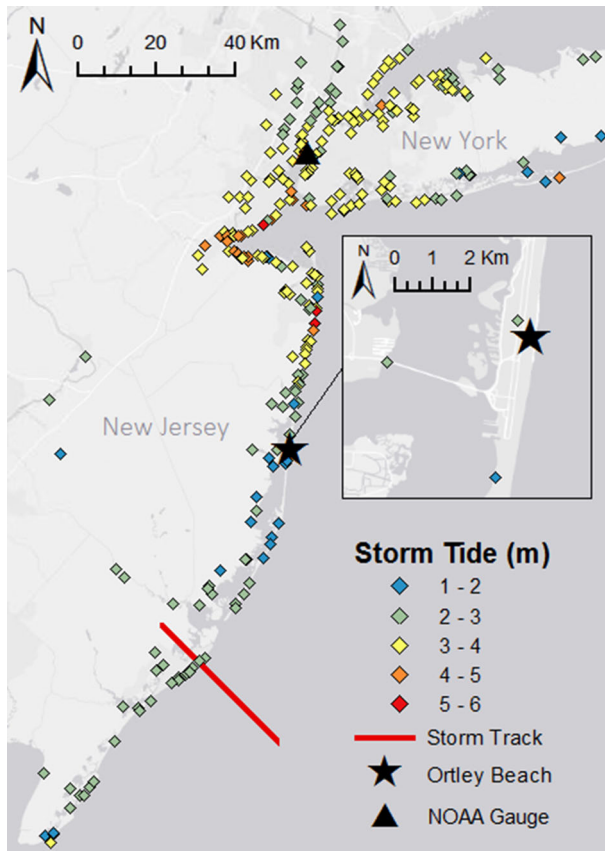 N
0 20 40 Km
New York
N
0 1 2 Km
New Jersey
Storm Tide (m)
1 - 2
2 - 3
3 - 4
4 - 5
5 - 6
Storm Track
Ortley Beach
NOAA Gauge